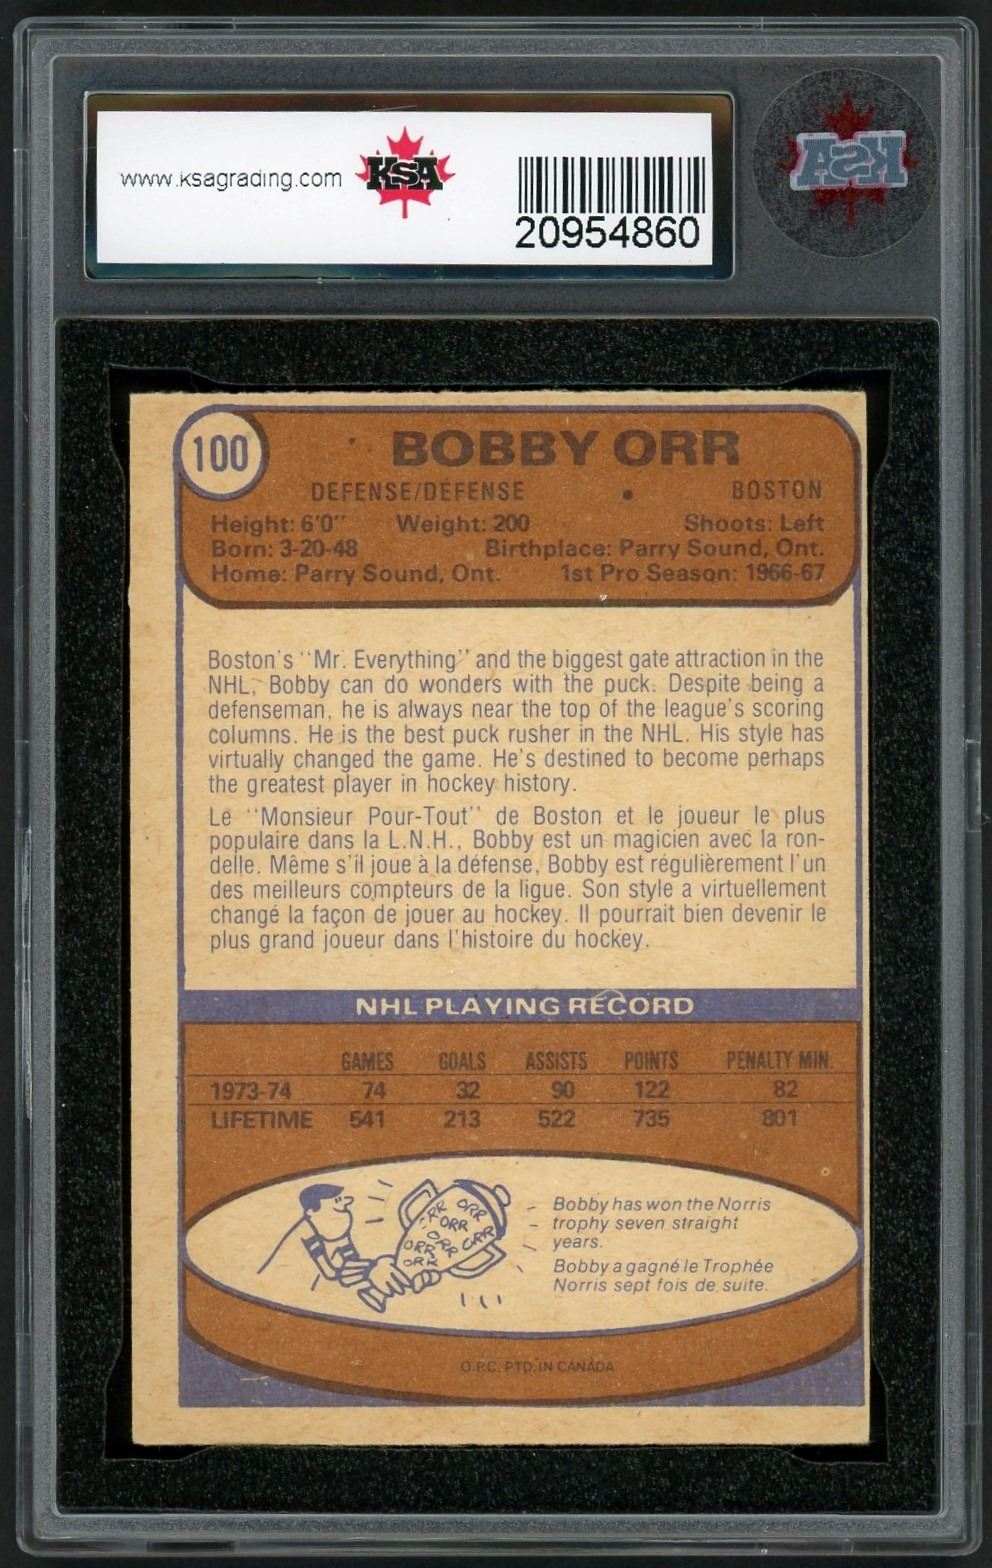 www.ksagrading.com
KSA
20954860
KSA
100
BOBBY ORR
DEFENSE/DÉFENSE
BOSTON
Height: 6'0" Weight: 200 Shoots: Left
Born: 3-20-48 Birthplace: Parry Sound, Ont.
Home: Parry Sound, Ont. 1st Pro Season: 1966-67
Boston's "Mr. Everything" and the biggest gate attraction in the
NHL, Bobby can do wonders with the puck. Despite being a
defenseman, he is always near the top of the league's scoring
columns. He is the best puck rusher in the NHL. His style has
virtually changed the game. He's destined to become perhaps
the greatest player in hockey history.
Le "Monsieur Pour-Tout" de Boston et le joueur le plus
populaire dans la L.N.H., Bobby est un magicien avec la ron-
delle. Même s'il joue à la défense, Bobby est régulièrement l'un
des meilleurs compteurs de la ligue. Son style a virtuellement
changé la façon de jouer au hockey. Il pourrait bien devenir le
plus grand joueur dans l'histoire du hockey.
NHL PLAYING RECORD
GAMES GOALS ASSISTS POINTS PENALTY MIN.
1973-74 74 32 90 122 82
LIFETIME 541 213 522 735 801
ORR ORR
ORR
ORR
ORR
Bobby has won the Norris
trophy seven straight
years.
Bobby a gagné le Trophée
Norris sept fois de suite.
O.P.C. PTD. IN CANADA